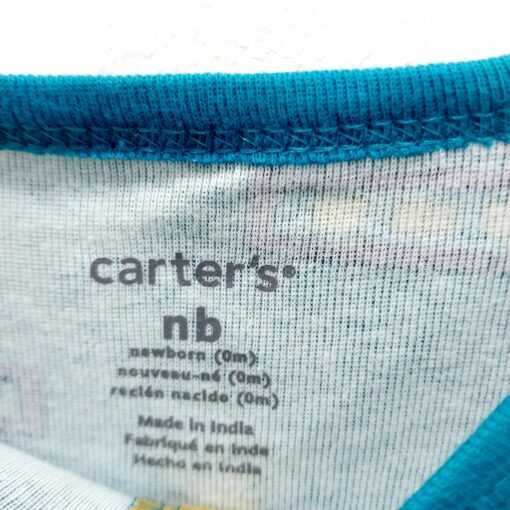 carter's®
nb
newborn (0m)
nouveau-né (0m)
recién nacido (0m)
Made in India
Fabriqué en Inde
Hecho en India